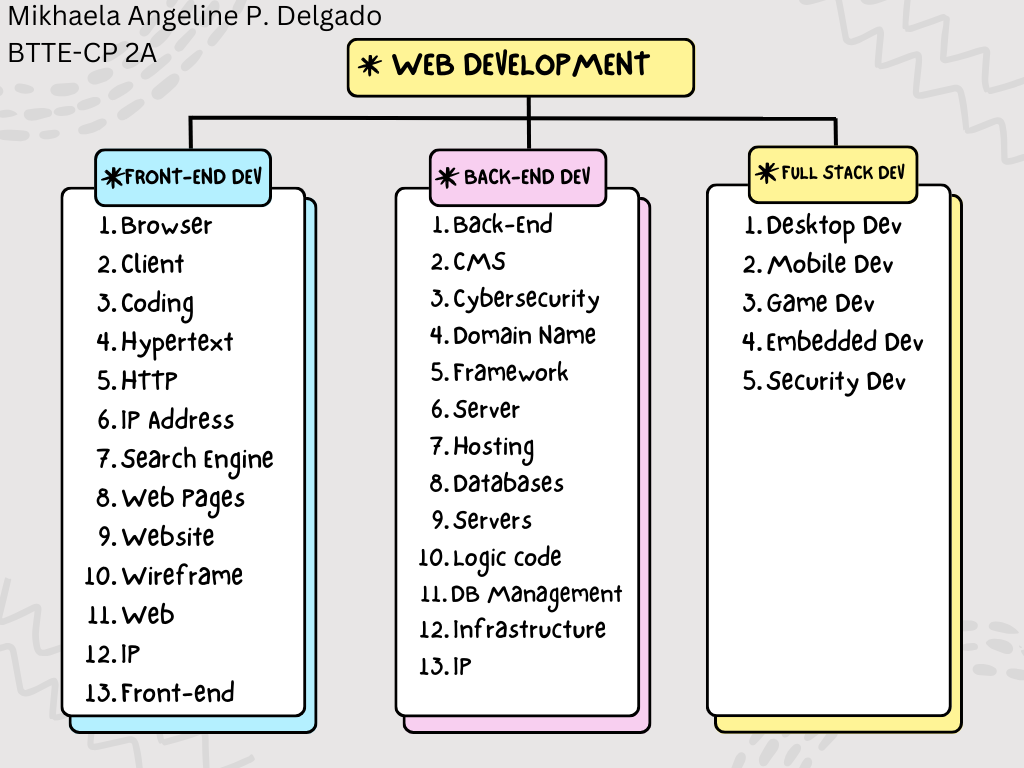 Mikhaela Angeline P. Delgado
BTTE-CP 2A
WEB DEVELOPMENT
FRONT-END DEV
1. Browser
2. Client
3. Coding
4. Hypertext
5. HTTP
6. IP Address
7. Search Engine
8. Web Pages
9. Website
10. Wireframe
11. Web
12. IP
13. Front-end
BACK-END DEV
1. Back-End
2. CMS
3. Cybersecurity
4. Domain Name
5. Framework
6. Server
7. Hosting
8. Databases
9. Servers
10. Logic code
11. DB Management
12. Infrastructure
13. IP
FULL STACK DEV
1. Desktop Dev
2. Mobile Dev
3. Game Dev
4. Embedded Dev
5. Security Dev